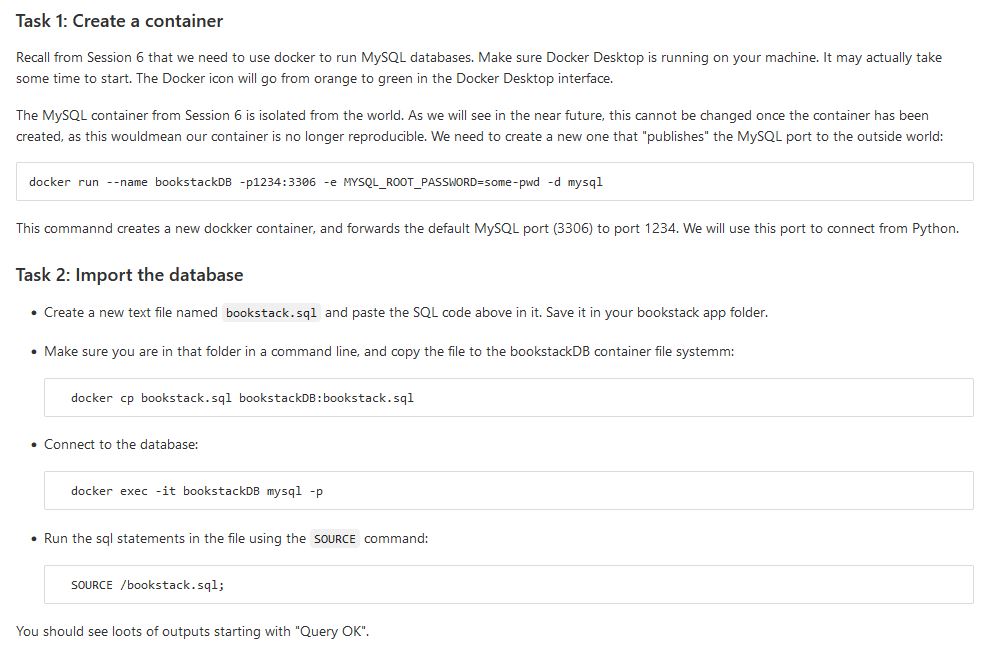 Task 1: Create a container
Recall from Session 6 that we need to use docker to run MySQL databases. Make sure Docker Desktop is running on your machine. It may actually take
some time to start. The Docker icon will go from orange to green in the Docker Desktop interface.
The MySQL container from Session 6 is isolated from the world. As we will see in the near future, this cannot be changed once the container has been
created, as this wouldmean our container is no longer reproducible. We need to create a new one that "publishes" the MySQL port to the outside world:
docker run --name bookstackDB -p1234:3306 -e MYSQL_ROOT_PASSWORD=some-pwd -d mysql
This commannd creates a new dockker container, and forwards the default MySQL port (3306) to port 1234. We will use this port to connect from Python.
Task 2: Import the database
• Create a new text file named bookstack.sql and paste the SQL code above in it. Save it in your bookstack app folder.
• Make sure you are in that folder in a command line, and copy the file to the bookstackDB container file systemm:
docker cp bookstack.sql bookstackDB:bookstack.sql
• Connect to the database:
docker exec -it bookstackDB mysql -p
• Run the sql statements in the file using the SOURCE command:
SOURCE /bookstack.sql;
You should see loots of outputs starting with "Query OK".